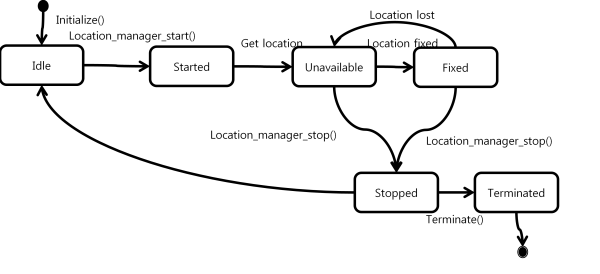 Location lost
Initialize()
Location_manager_start()
Get location
Location fixed
Idle
Started
Unavailable
Fixed
Location_manager_stop()
Location_manager_stop()
Stopped
Terminated
Terminate()